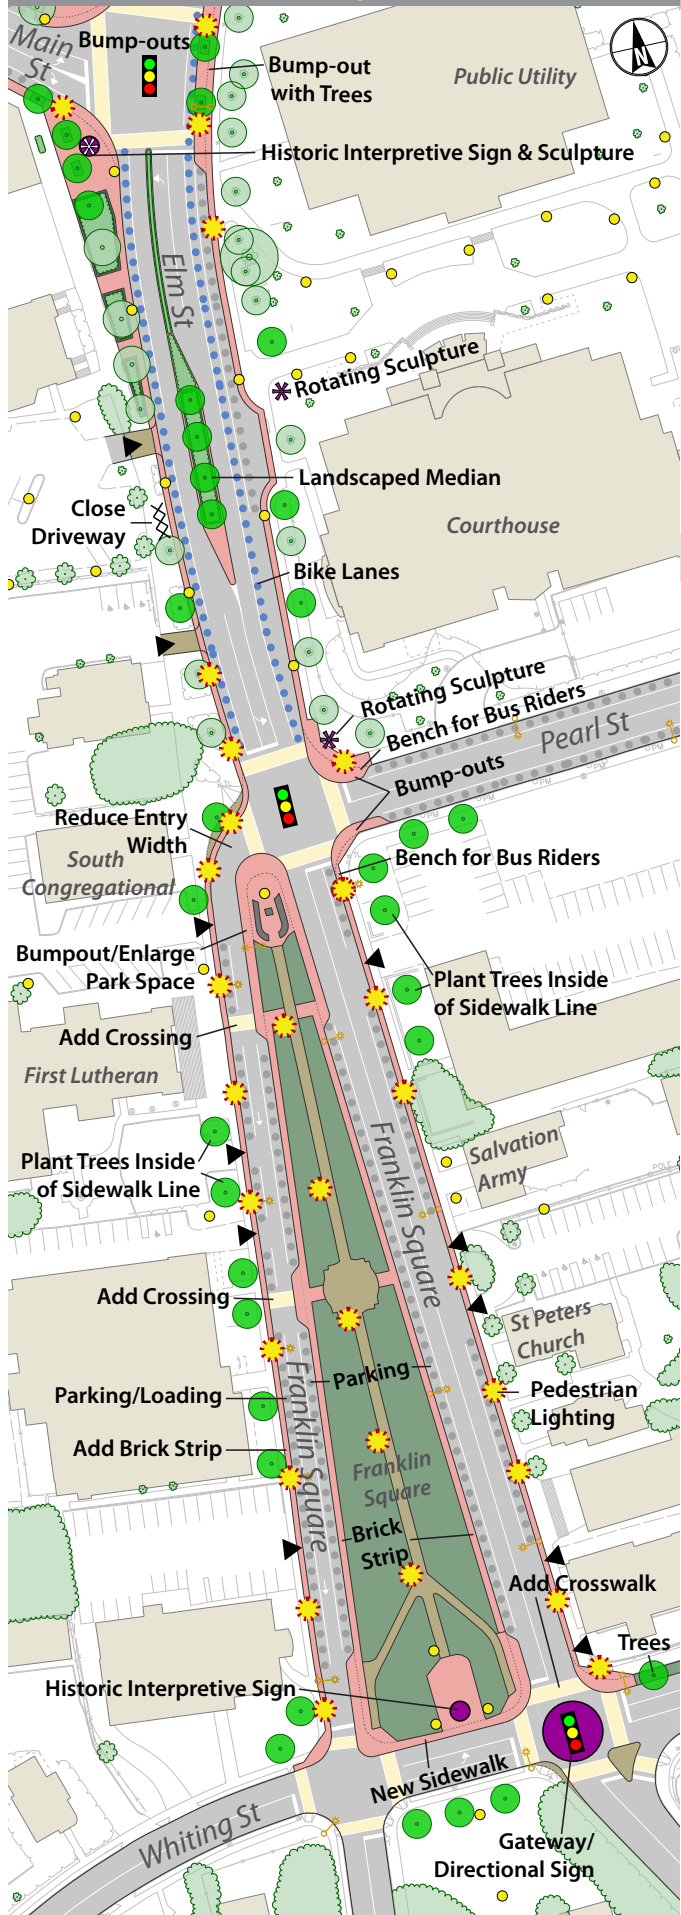 Main
St
Bump-outs
Bump-out
with Trees
Public Utility
N
Historic Interpretive Sign & Sculpture
Elm St
Rotating Sculpture
Landscaped Median
Close
Driveway
Courthouse
Bike Lanes
Rotating Sculpture
Bench for Bus Riders
Pearl St
Bump-outs
Reduce Entry
Width
South
Congregational
Bench for Bus Riders
Bumpout/Enlarge
Park Space
Plant Trees Inside
of Sidewalk Line
Add Crossing
First Lutheran
Franklin Square
Salvation
Army
Plant Trees Inside
of Sidewalk Line
Add Crossing
St Peters
Church
Parking
Parking/Loading
Franklin Square
Pedestrian
Lighting
Add Brick Strip
Franklin
Square
Brick
Strip
Add Crosswalk
Trees
Historic Interpretive Sign
New Sidewalk
Whiting St
Gateway/
Directional Sign